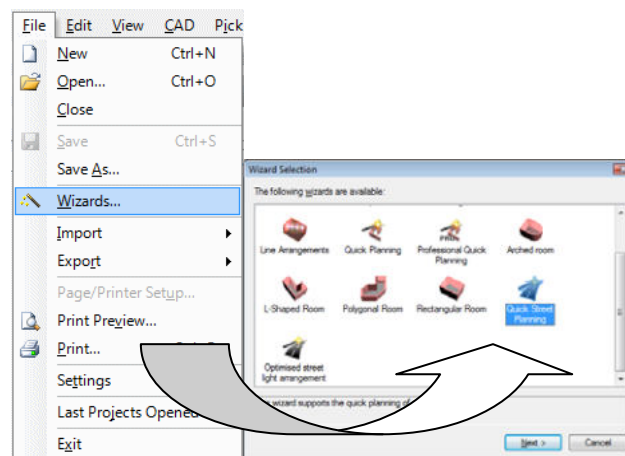 File Edit View CAD Pick
New Ctrl+N
Open... Ctrl+O
Close
Save Ctrl+S
Save As...
Wizards...
Import
Export
Page/Printer Setup...
Print Preview...
Print...
Settings
Last Projects Opened
Exit
Wizard Selection
The following wizards are available:
Line Arrangements Quick Planning Professional Quick Arched room
Planning
L-Shaped Room Polygonal Room Rectangular Room Quick Street
Planning
Optimised street
light arrangement
wizard supports the quick planning of
Next > Cancel